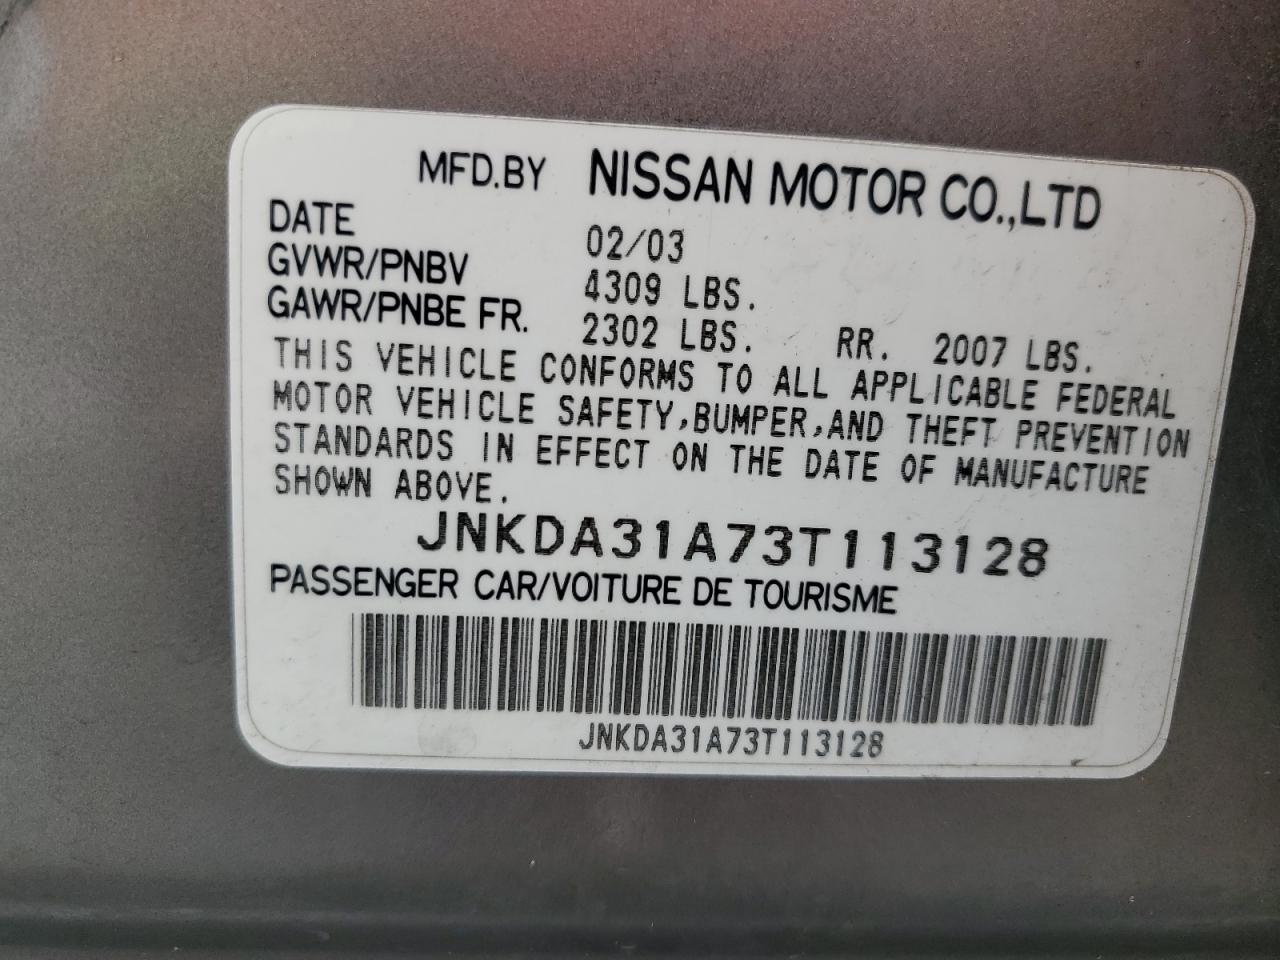 MFD.BY NISSAN MOTOR CO.,LTD
DATE 02/03
GVWR/PNBV 4309 LBS.
GAWR/PNBE FR. 2302 LBS. RR. 2007 LBS.
THIS VEHICLE CONFORMS TO ALL APPLICABLE FEDERAL
MOTOR VEHICLE SAFETY,BUMPER,AND THEFT PREVENTION
STANDARDS IN EFFECT ON THE DATE OF MANUFACTURE
SHOWN ABOVE.
JNKDA31A73T113128
PASSENGER CAR/VOITURE DE TOURISME
JNKDA31A73T113128